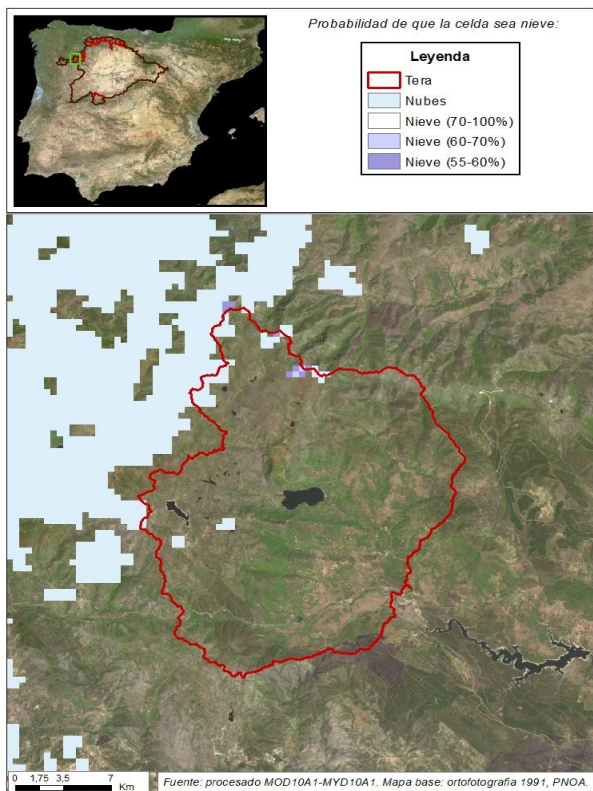 Probabilidad de que la celda sea nieve:
Leyenda
Tera
Nubes
Nieve (70-100%)
Nieve (60-70%)
Nieve (55-60%)
0 1,75 3,5 7
Km
Fuente: procesado MOD10A1-MYD10A1. Mapa base: ortofotografia 1991, PNOA.